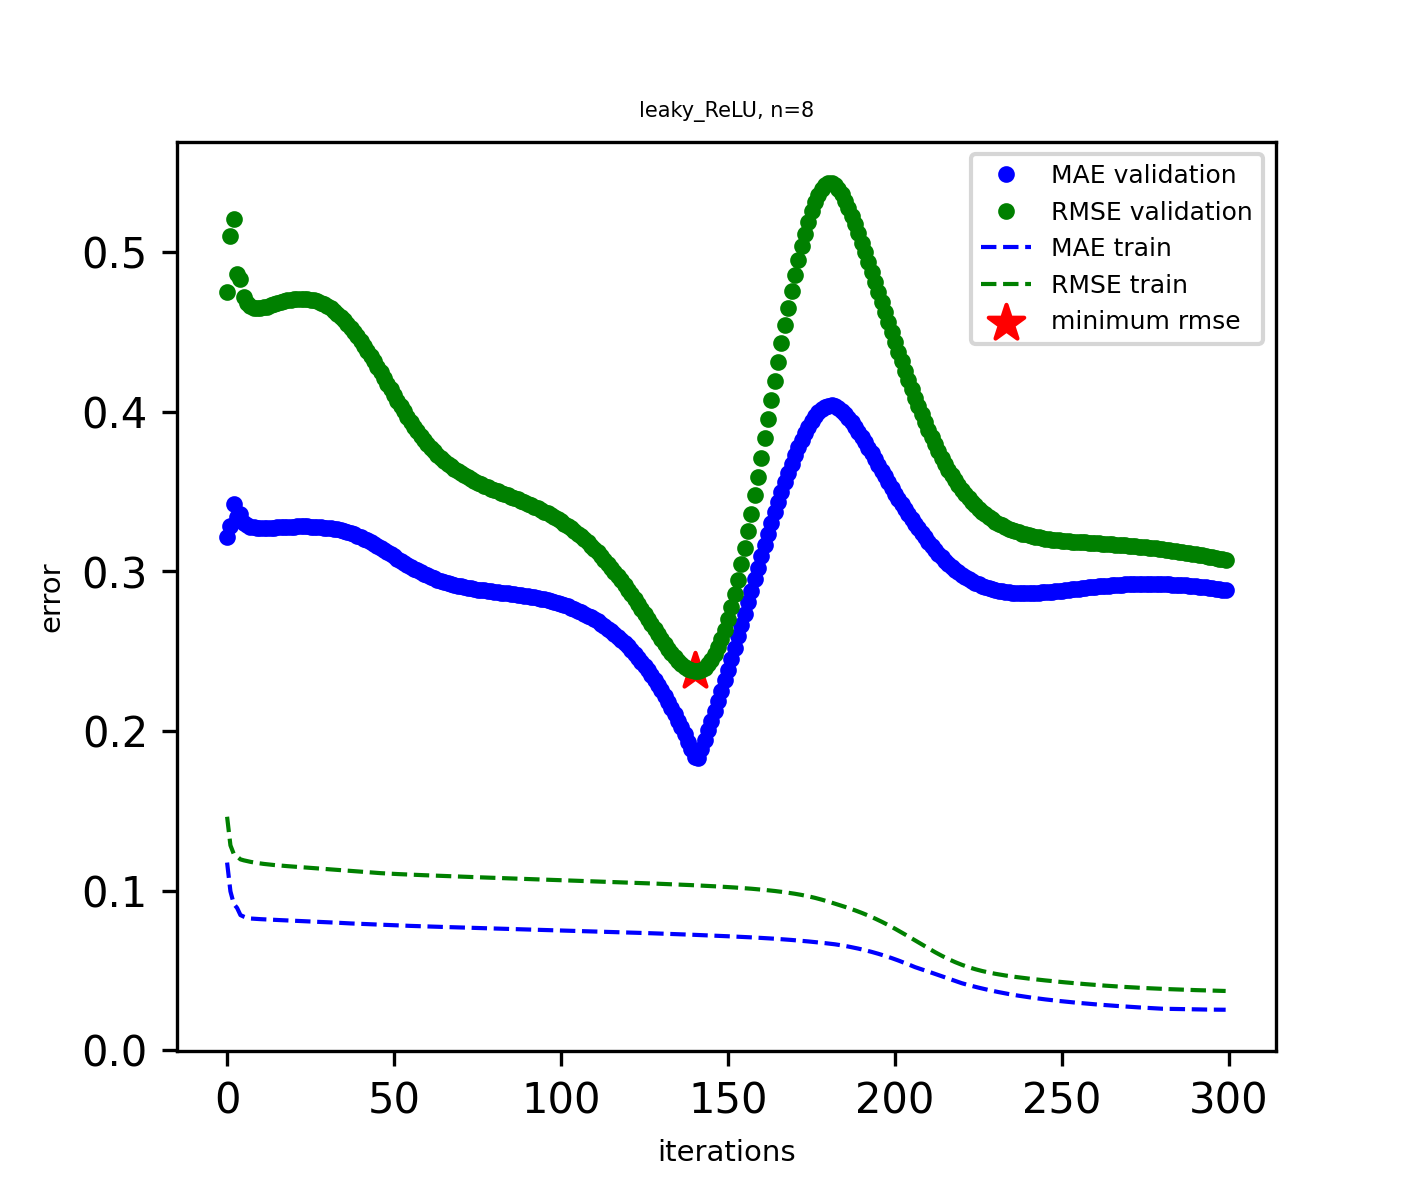 leaky_ReLU, n=8
MAE validation
RMSE validation
MAE train
RMSE train
minimum rmse
0.5
0.4
0.3
0.2
0.1
0.0
error
0 50 100 150 200 250 300
iterations